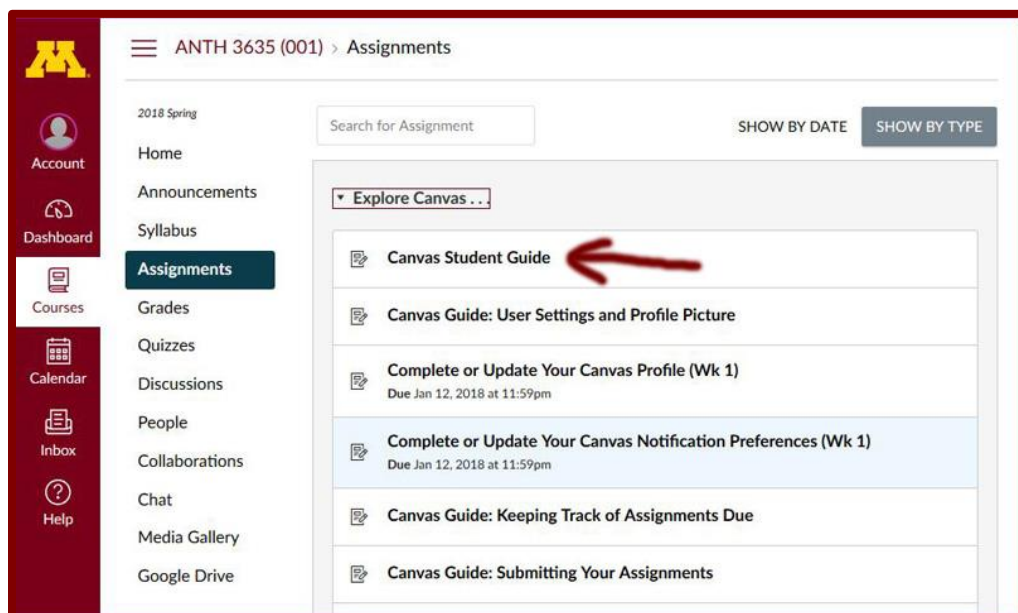 M
ANTH 3635 (001) › Assignments
Account
Dashboard
Courses
Calendar
Inbox
Help
2018 Spring
Home
Announcements
Syllabus
Assignments
Grades
Quizzes
Discussions
People
Collaborations
Chat
Media Gallery
Google Drive
Search for Assignment
SHOW BY DATE
SHOW BY TYPE
Explore Canvas . . .
Canvas Student Guide
Canvas Guide: User Settings and Profile Picture
Complete or Update Your Canvas Profile (Wk 1)
Due Jan 12, 2018 at 11:59pm
Complete or Update Your Canvas Notification Preferences (Wk 1)
Due Jan 12, 2018 at 11:59pm
Canvas Guide: Keeping Track of Assignments Due
Canvas Guide: Submitting Your Assignments